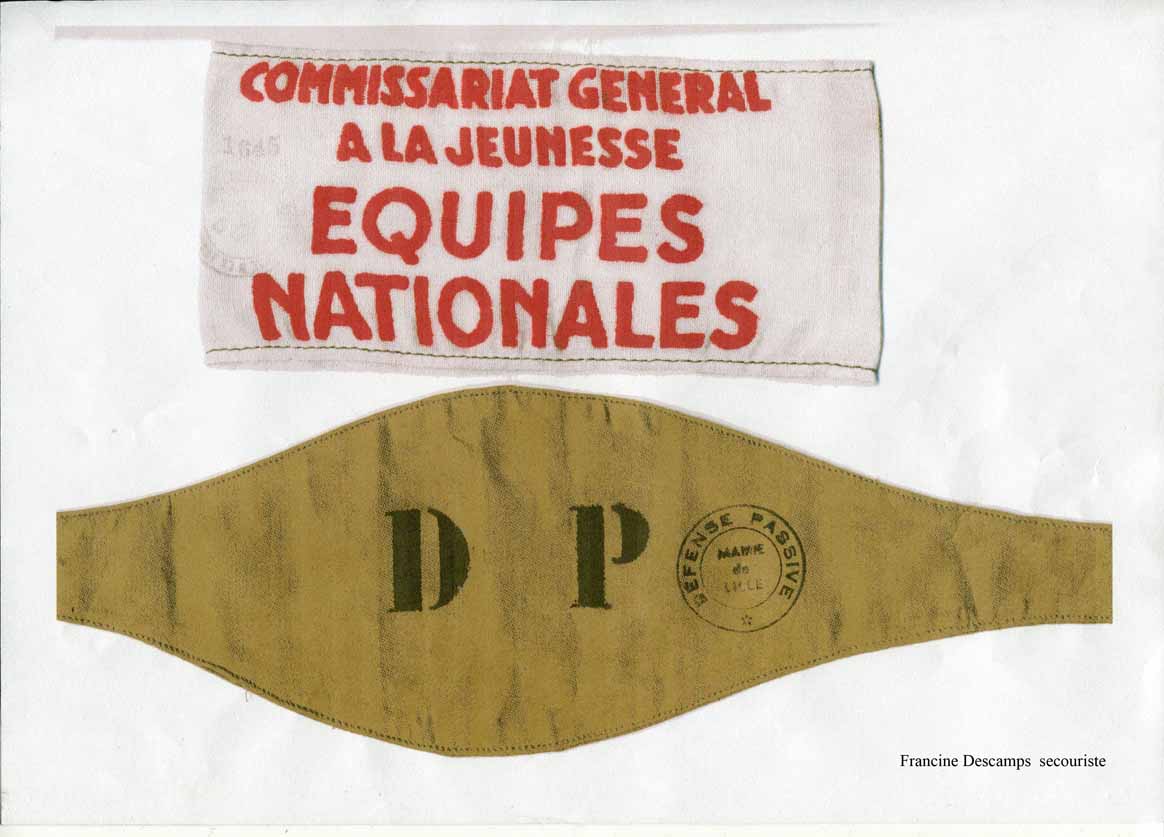 COMMISSARIAT GENERAL
A LA JEUNESSE
1645
EQUIPES
NATIONALES
D P
DEFENSE PASSIVE
MAIRIE
de
LILLE
Francine Descamps secouriste